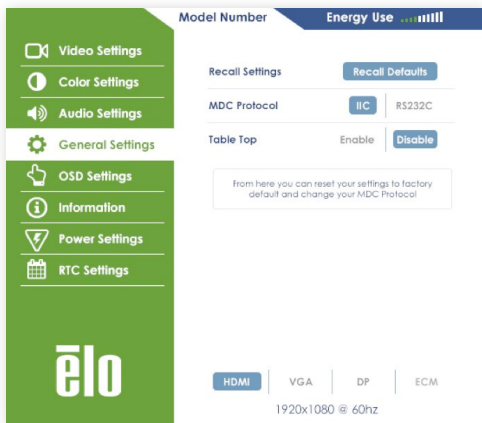 Model Number Energy Use
Video Settings
Color Settings
Audio Settings
General Settings
OSD Settings
Information
Power Settings
RTC Settings
Recall Settings Recall Defaults
MDC Protocol IIC RS232C
Table Top Enable Disable
From here you can reset your settings to factory
default and change your MDC Protocol
ēlo
HDMI VGA DP ECM
1920x1080 @ 60hz